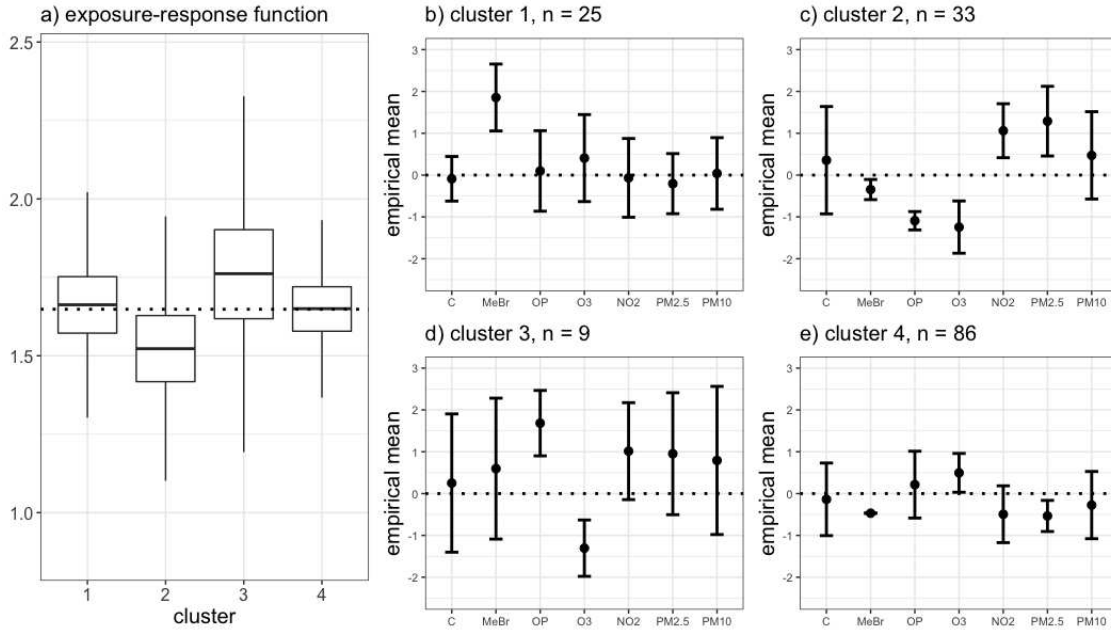 a) exposure-response function
2.5
2.0
1.5
1.0
1 2 3 4
cluster
b) cluster 1, n = 25
empirical mean
3
2
1
0
-1
-2
C MeBr OP O3 NO2 PM2.5 PM10
c) cluster 2, n = 33
empirical mean
3
2
1
0
-1
-2
C MeBr OP O3 NO2 PM2.5 PM10
d) cluster 3, n = 9
empirical mean
3
2
1
0
-1
-2
C MeBr OP O3 NO2 PM2.5 PM10
e) cluster 4, n = 86
empirical mean
3
2
1
0
-1
-2
C MeBr OP O3 NO2 PM2.5 PM10